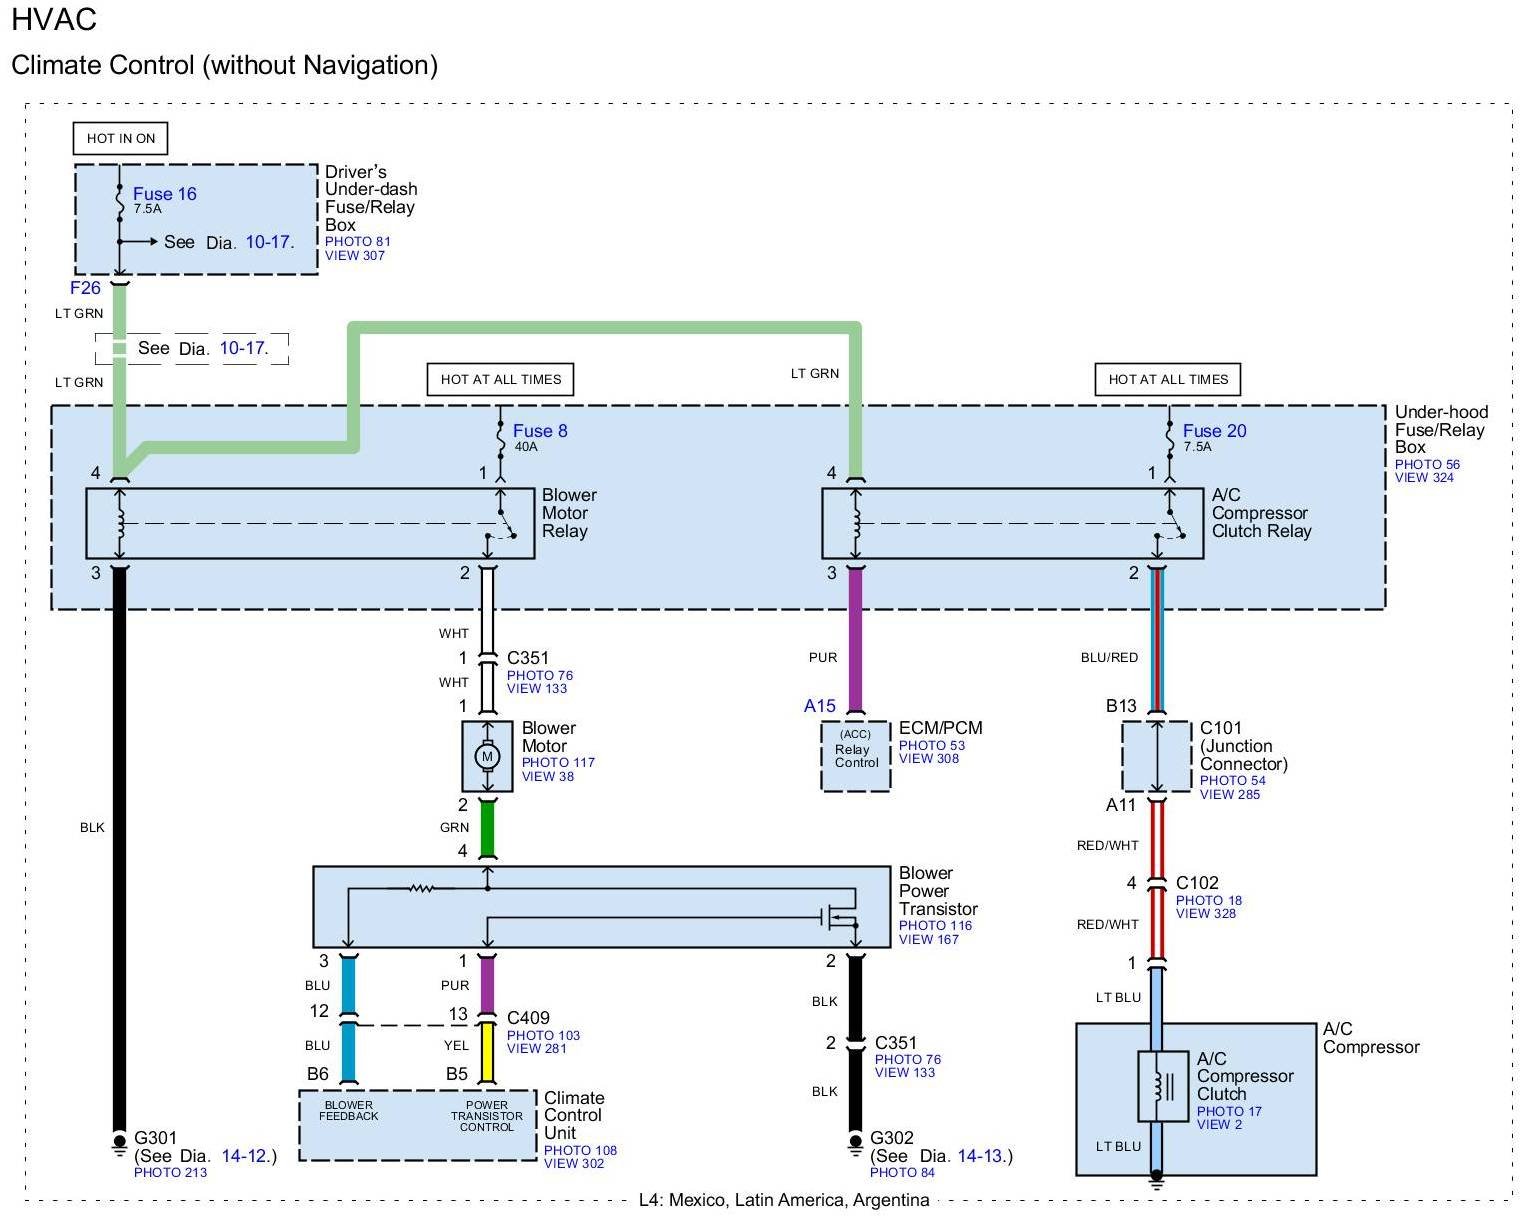 HVAC
Climate Control (without Navigation)
HOT IN ON
Fuse 16
7.5A
See Dia. 10-17.
Driver's
Under-dash
Fuse/Relay
Box
PHOTO 81
VIEW 307
F26
LT GRN
See Dia. 10-17.
LT GRN
LT GRN
HOT AT ALL TIMES
HOT AT ALL TIMES
Fuse 8
40A
Fuse 20
7.5A
Under-hood
Fuse/Relay
Box
PHOTO 56
VIEW 324
4
1
4
1
Blower
Motor
Relay
A/C
Compressor
Clutch Relay
3
2
3
2
WHT
1
C351
PHOTO 76
VIEW 133
WHT
1
PUR
BLU/RED
A15
B13
Blower
Motor
PHOTO 117
VIEW 38
M
(ACC)
Relay
Control
ECM/PCM
PHOTO 53
VIEW 308
C101
(Junction
Connector)
PHOTO 54
VIEW 285
2
A11
BLK
GRN
4
RED/WHT
4
C102
PHOTO 18
VIEW 328
RED/WHT
1
Blower
Power
Transistor
PHOTO 116
VIEW 167
3
1
2
BLU
PUR
BLK
LT BLU
12
13
C409
PHOTO 103
VIEW 281
BLU
YEL
2
C351
PHOTO 76
VIEW 133
B6
B5
BLK
A/C
Compressor
A/C
Compressor
Clutch
PHOTO 17
VIEW 2
BLOWER
FEEDBACK
POWER
TRANSISTOR
CONTROL
Climate
Control
Unit
PHOTO 108
VIEW 302
G301
(See Dia. 14-12.)
PHOTO 213
G302
(See Dia. 14-13.)
PHOTO 84
LT BLU
L4: Mexico, Latin America, Argentina